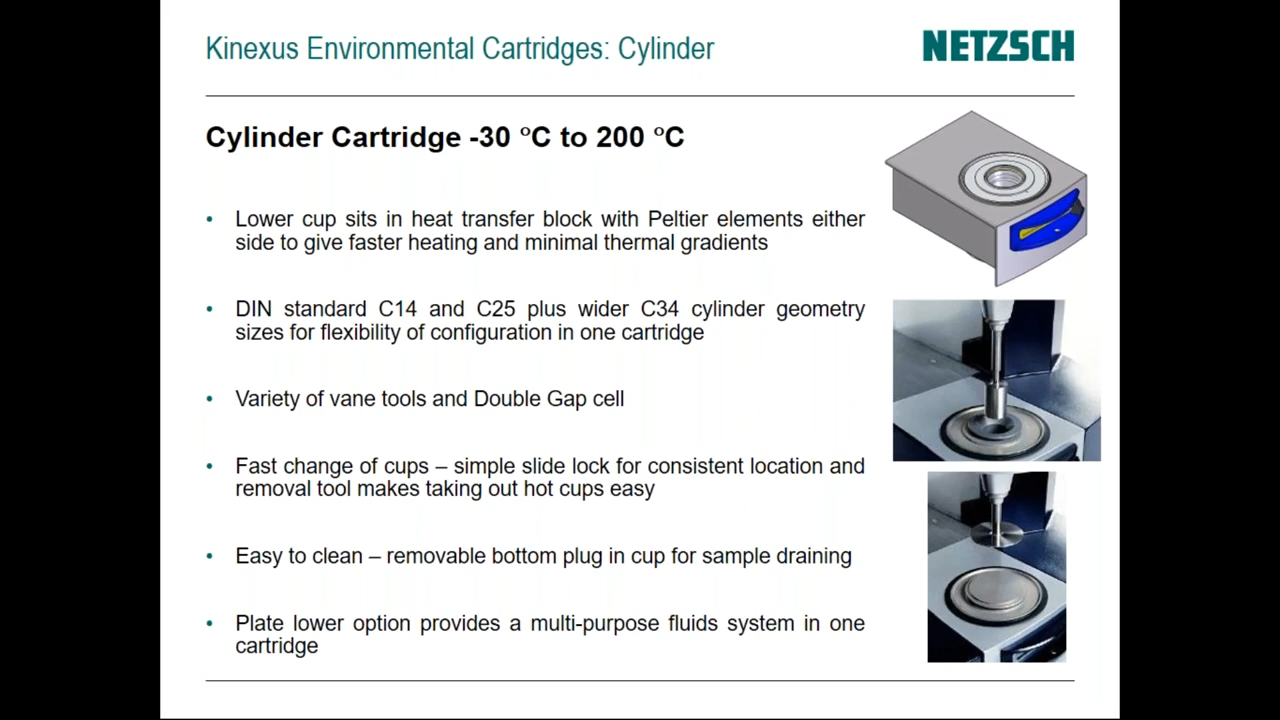 Kinexus Environmental Cartridges: Cylinder
NETZSCH
Cylinder Cartridge -30 °C to 200 °C
• Lower cup sits in heat transfer block with Peltier elements either
side to give faster heating and minimal thermal gradients
• DIN standard C14 and C25 plus wider C34 cylinder geometry
sizes for flexibility of configuration in one cartridge
• Variety of vane tools and Double Gap cell
• Fast change of cups – simple slide lock for consistent location and
removal tool makes taking out hot cups easy
• Easy to clean – removable bottom plug in cup for sample draining
• Plate lower option provides a multi-purpose fluids system in one
cartridge